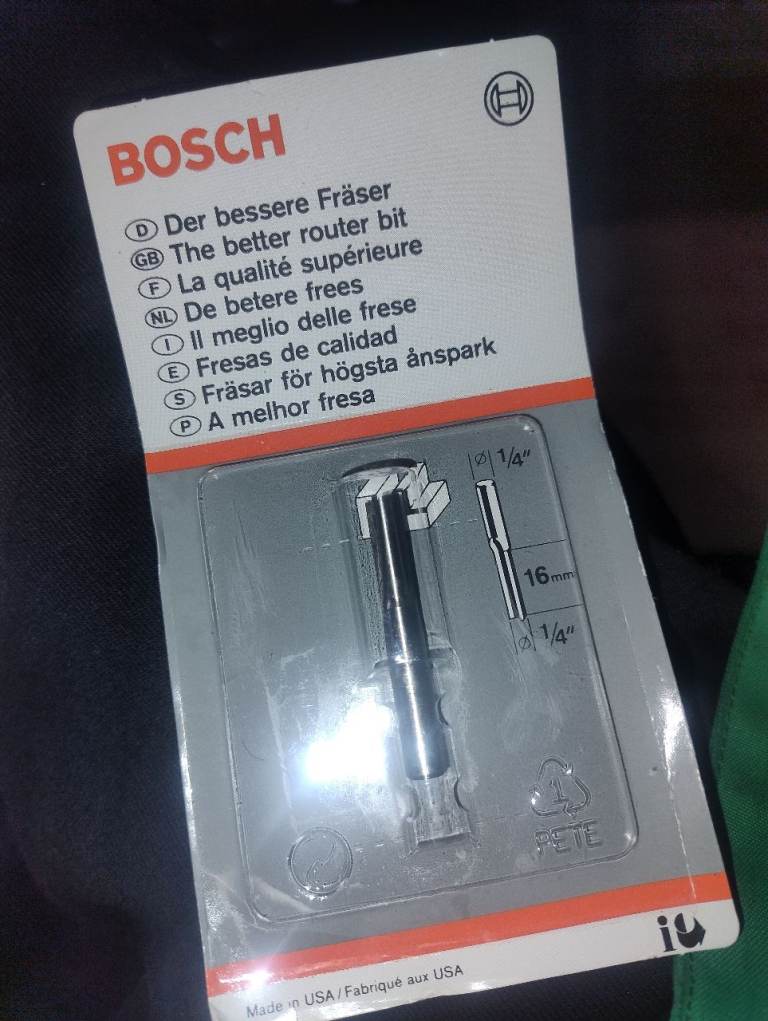 BOSCH
D Der bessere Fräser
GB The better router bit
F La qualité supérieure
NL De betere frees
I Il meglio delle frese
E Fresas de calidad
S Fräsar för högsta ånspark
P A melhor fresa
Ø 1/4"
16mm
Ø 1/4"
1
PETE
Made in USA / Fabriqué aux USA